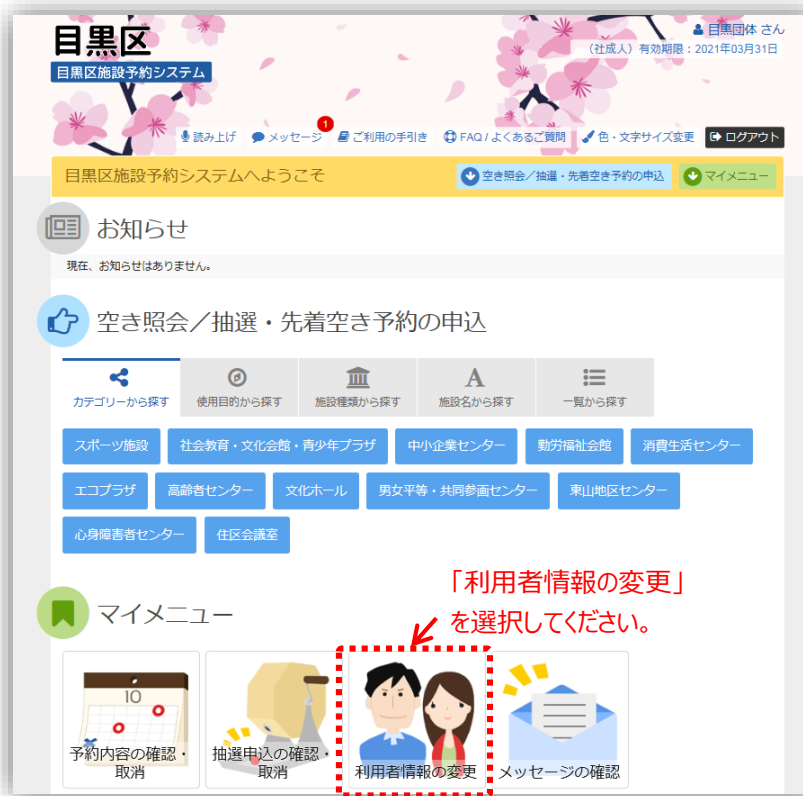 目黒区
目黒区施設予約システム
目黒団体 さん
（社成人）有効期限：2021年03月31日
読み上げ メッセージ 1 ご利用の手引き FAQ / よくあるご質問 色・文字サイズ変更 ログアウト
目黒区施設予約システムへようこそ 空き照会／抽選・先着空き予約の申込 マイメニュー
お知らせ
現在、お知らせはありません。
空き照会／抽選・先着空き予約の申込
カテゴリーから探す 使用目的から探す 施設種類から探す 施設名から探す 一覧から探す
スポーツ施設 社会教育・文化会館・青少年プラザ 中小企業センター 勤労福祉会館 消費生活センター
エコプラザ 高齢者センター 文化ホール 男女平等・共同参画センター 東山地区センター
心身障害者センター 住区会議室
「利用者情報の変更」
を選択してください。
マイメニュー
10
予約内容の確認・
取消
抽選申込の確認・
取消
利用者情報の変更
メッセージの確認